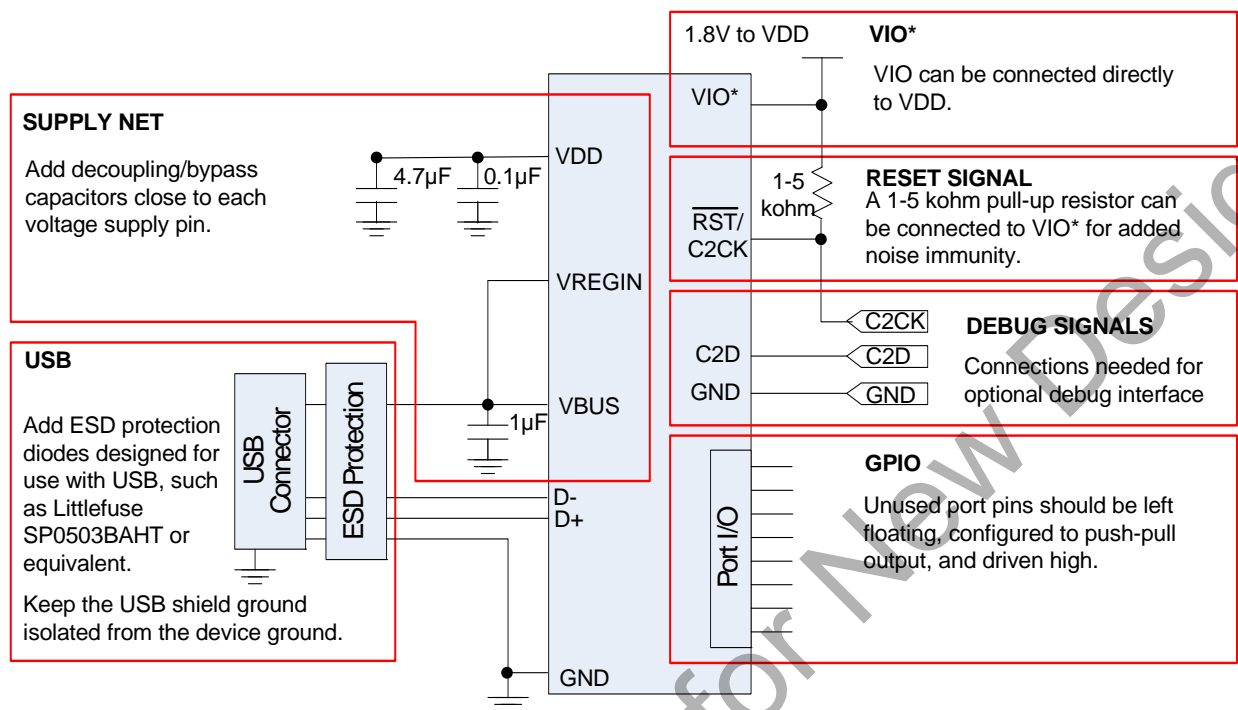 SUPPLY NET
Add decoupling/bypass
capacitors close to each
voltage supply pin.
4.7µF
0.1µF
VDD
VREGIN
VBUS
1µF
USB
Add ESD protection
diodes designed for
use with USB, such
as Littlefuse
SP0503BAHT or
equivalent.
Keep the USB shield ground
isolated from the device ground.
USB
Connector
ESD Protection
D-
D+
GND
1.8V to VDD
VIO*
VIO can be connected directly
to VDD.
VIO*
1-5
kohm
RESET SIGNAL
A 1-5 kohm pull-up resistor can
be connected to VIO* for added
noise immunity.
RST/
C2CK
C2CK
DEBUG SIGNALS
C2D
C2D
Connections needed for
optional debug interface
GND
GND
GPIO
Unused port pins should be left
floating, configured to push-pull
output, and driven high.
Port I/O
for New Desig